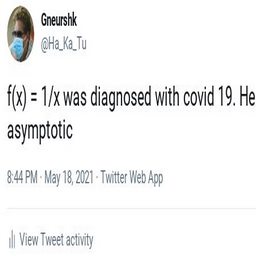 Gneurshk
@Ha_Ka_Tu
f(x) = 1/x was diagnosed with covid 19. He
asymptotic
8:44 PM · May 18, 2021 · Twitter Web App
View Tweet activity